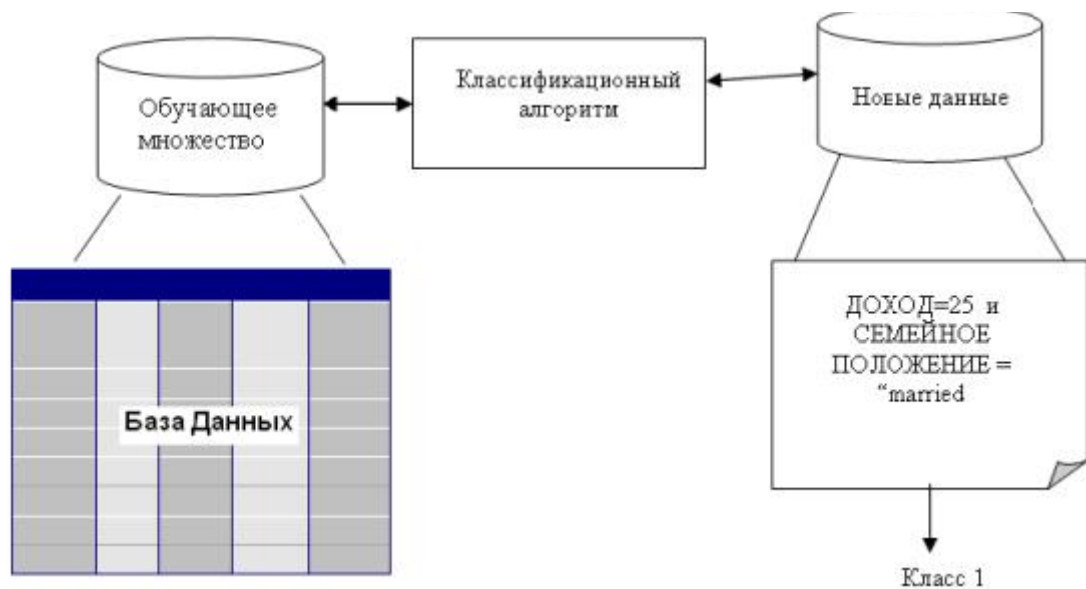 Обучающее
множество
Классификационный
алгоритм
Новые данные
База Данных
ДОХОД=25 и
СЕМЕЙНОЕ
ПОЛОЖЕНИЕ =
“married
Класс 1